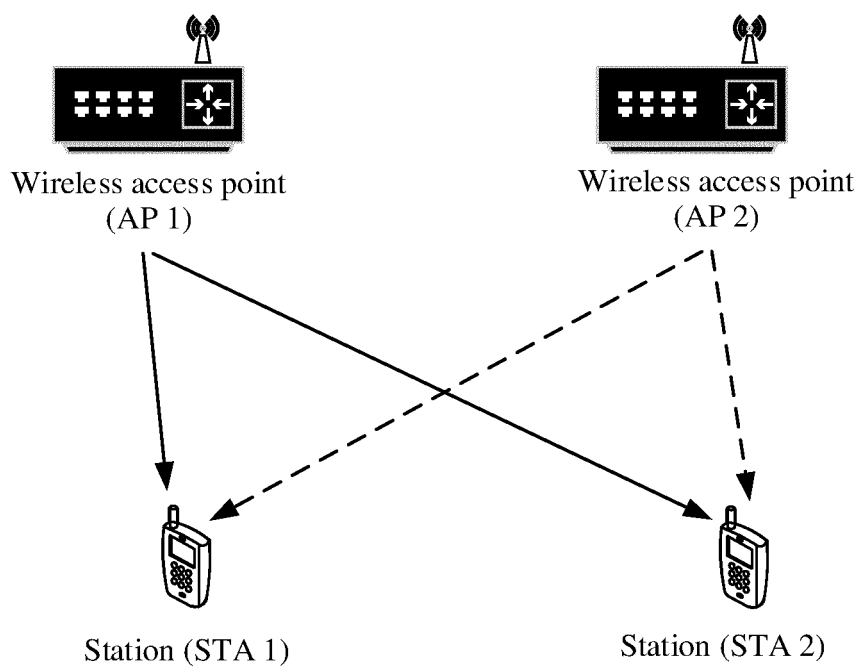 Wireless access point
(AP 1)
Wireless access point
(AP 2)
Station (STA 1)
Station (STA 2)